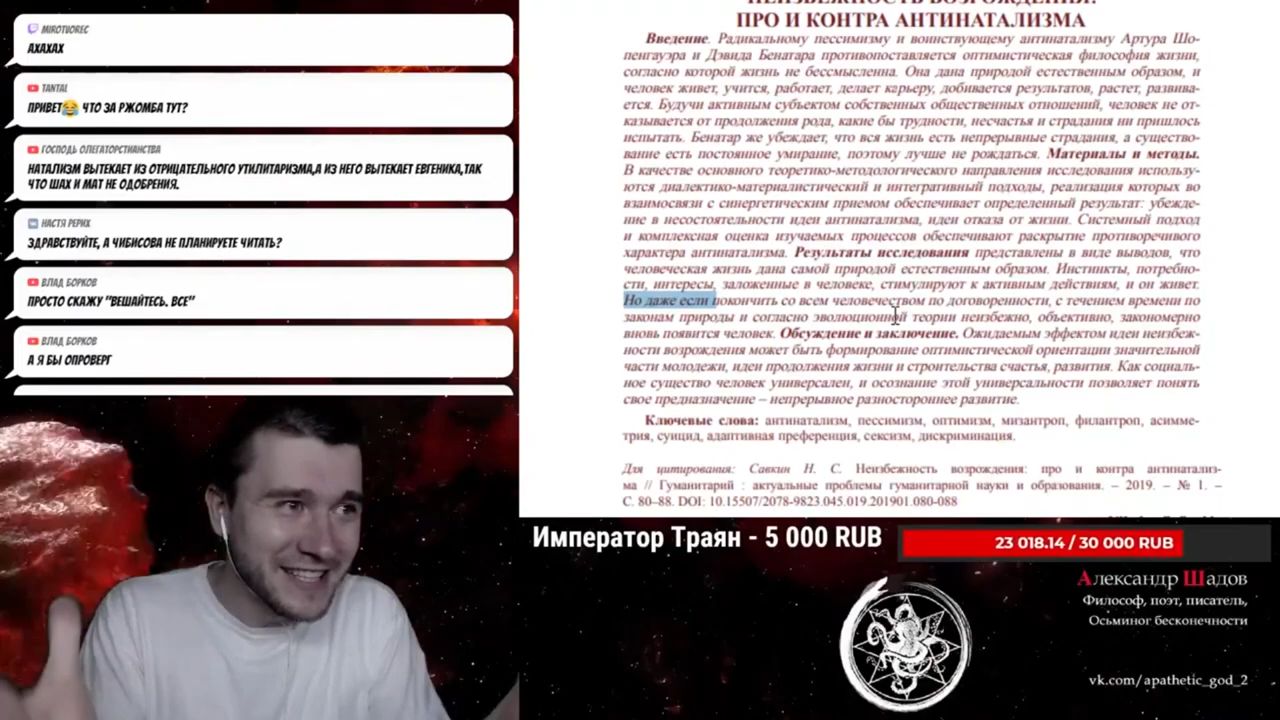 MIROTVOREC
АХАХАХ
TANTAL
ПРИВЕТ😂 ЧТО ЗА РЖОМБА ТУТ?
ГОСПОДЬ ОЛЕГАТОРСТИАНСТВА
НАТАЛИЗМ ВЫТЕКАЕТ ИЗ ОТРИЦАТЕЛЬНОГО УТИЛИТАРИЗМА,А ИЗ НЕГО ВЫТЕКАЕТ ЕВГЕНИКА,ТАК
ЧТО ШАХ И МАТ НЕ ОДОБРЕНИЯ.
НАСТЯ РЕРИХ
ЗДРАВСТВУЙТЕ, А ЧИБИСОВА НЕ ПЛАНИРУЕТЕ ЧИТАТЬ?
ВЛАД БОРКОВ
ПРОСТО СКАЖУ "ВЕШАЙТЕСЬ. ВСЕ"
ВЛАД БОРКОВ
А Я БЫ ОПРОВЕРГ
НЕИЗБЕЖНОСТЬ ВОЗРОЖДЕНИЯ:
ПРО И КОНТРА АНТИНАТАЛИЗМА
Введение. Радикальному пессимизму и воинствующему антинатализму Артура Шо-
пенгауэра и Дэвида Бенатара противопоставляется оптимистическая философия жизни,
согласно которой жизнь не бессмысленна. Она дана природой естественным образом, и
человек живет, учится, работает, делает карьеру, добивается результатов, растет, развива-
ется. Будучи активным субъектом собственных общественных отношений, человек не от-
казывается от продолжения рода, какие бы трудности, несчастья и страдания ни пришлось
испытать. Бенатар же убеждает, что вся жизнь есть непрерывные страдания, а существо-
вание есть постоянное умирание, поэтому лучше не рождаться. Материалы и методы.
В качестве основного теоретико-методологического направления исследования использу-
ются диалектико-материалистический и интегративный подходы, реализация которых во
взаимосвязи с синергетическим приемом обеспечивает определенный результат: убежде-
ние в несостоятельности идеи антинатализма, идеи отказа от жизни. Системный подход
и комплексная оценка изучаемых процессов обеспечивают раскрытие противоречивого
характера антинатализма. Результаты исследования представлены в виде выводов, что
человеческая жизнь дана самой природой естественным образом. Инстинкты, потребно-
сти, интересы, заложенные в человеке, стимулируют к активным действиям, и он живет.
Но даже если покончить со всем человечеством по договоренности, с течением времени по
законам природы и согласно эволюционной теории неизбежно, объективно, закономерно
вновь появится человек. Обсуждение и заключение. Ожидаемым эффектом идеи неизбеж-
ности возрождения может быть формирование оптимистической ориентации значительной
части молодежи, идеи продолжения жизни и строительства счастья, развития. Как социаль-
ное существо человек универсален, и осознание этой универсальности позволяет понять
свое предназначение – непрерывное разностороннее развитие.
Ключевые слова: антинатализм, пессимизм, оптимизм, мизантроп, филантроп, асимме-
трия, суицид, адаптивная преференция, сексизм, дискриминация.
Для цитирования: Савкин Н. С. Неизбежность возрождения: про и контра антинатализ-
ма // Гуманитарий : актуальные проблемы гуманитарной науки и образования. – 2019. – № 1. –
С. 80–88. DOI: 10.15507/2078-9823.045.019.201901.080-088
Император Траян - 5 000 RUB
23 018.14 / 30 000 RUB
Александр Шадов
Философ, поэт, писатель,
Осьминог бесконечности
vk.com/apathetic_god_2